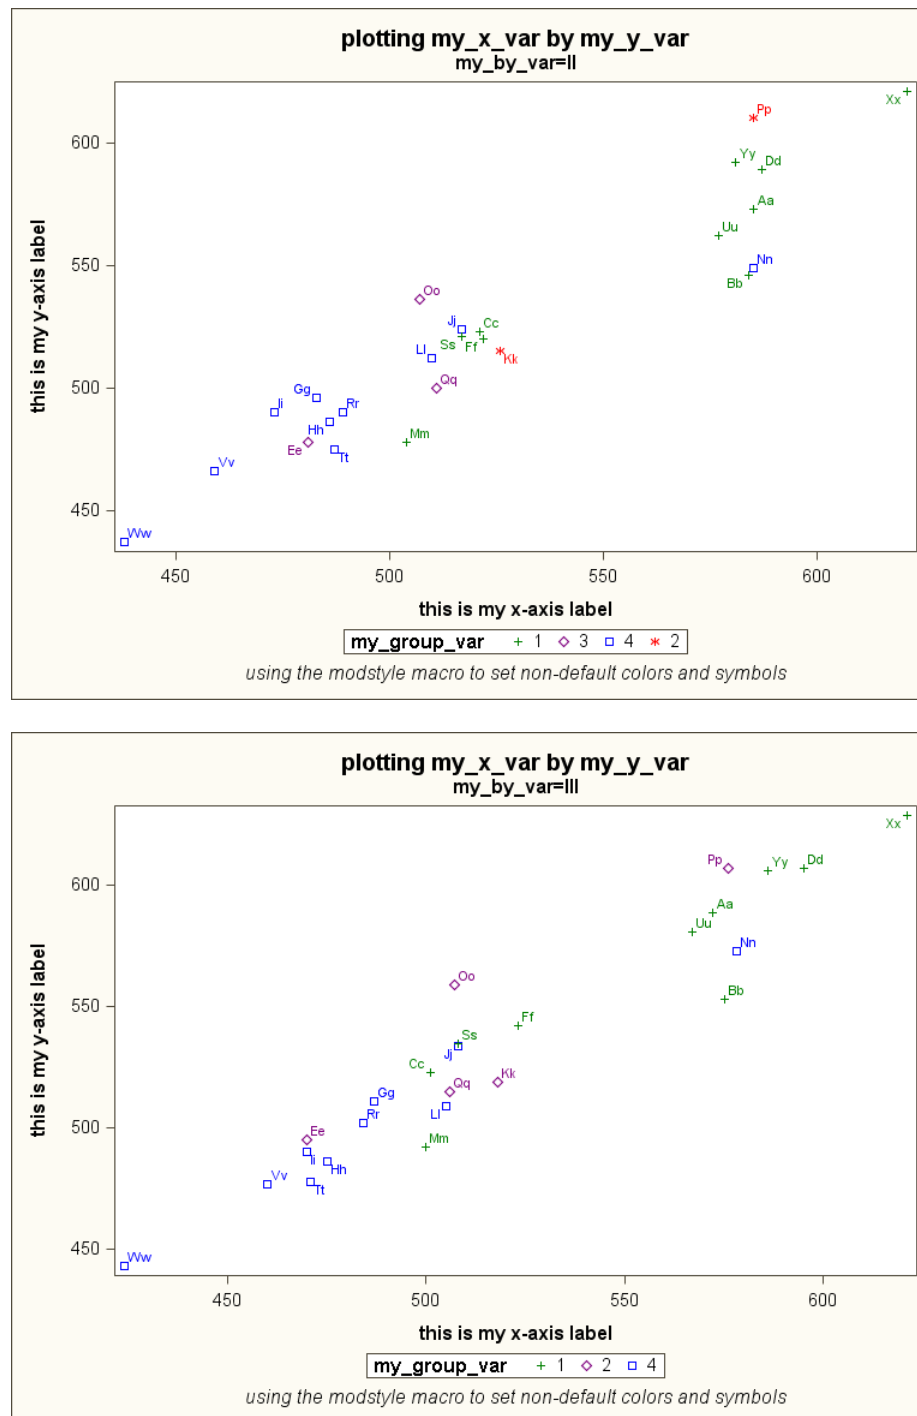 plotting my_x_var by my_y_var
my_by_var=II
Xx
Pp
600
Yy
Dd
Aa
Uu
550
Nn
Bb
Oo
Jj
Cc
Ss
Ff
Ll
Kk
500
Qq
Gg
Ii
Rr
Hh
Mm
Ee
Tt
Vv
450
Ww
this is my y-axis label
450 500 550 600
this is my x-axis label
my_group_var 1 3 4 2
using the modstyle macro to set non-default colors and symbols
plotting my_x_var by my_y_var
my_by_var=III
Xx
Pp
Yy
Dd
600
Aa
Uu
Nn
Oo
550
Bb
Ff
Ss
Jj
Cc
Kk
Qq
Gg
Ll
Rr
500
Ee
Mm
Ii
Hh
Vv
Tt
450
Ww
this is my y-axis label
450 500 550 600
this is my x-axis label
my_group_var 1 2 4
using the modstyle macro to set non-default colors and symbols